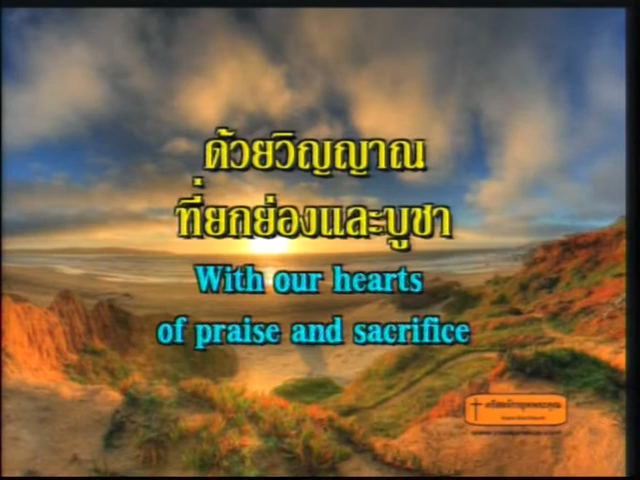 ด้วยวิญญาณ
ที่ยกย่องและบูชา
With our hearts
of praise and sacrifice